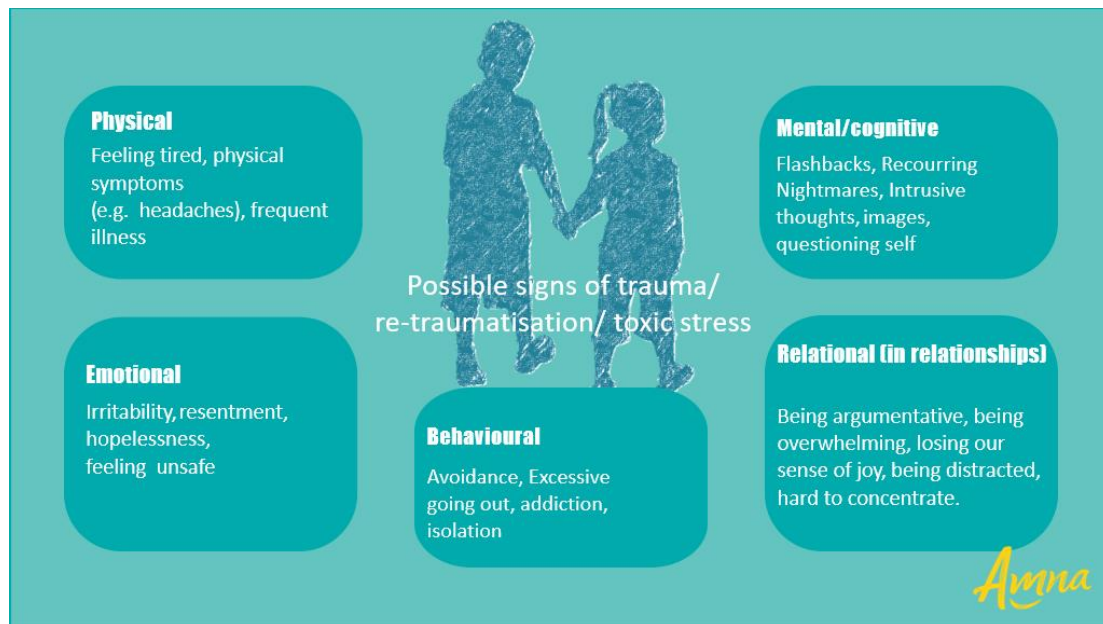 Physical
Feeling tired, physical
symptoms
(e.g. headaches), frequent
illness
Mental/cognitive
Flashbacks, Recourring
Nightmares, Intrusive
thoughts, images,
questioning self
Possible signs of trauma/
re-traumatisation/ toxic stress
Emotional
Irritability, resentment,
hopelessness,
feeling unsafe
Behavioural
Avoidance, Excessive
going out, addiction,
isolation
Relational (in relationships)
Being argumentative, being
overwhelming, losing our
sense of joy, being distracted,
hard to concentrate.
Amna